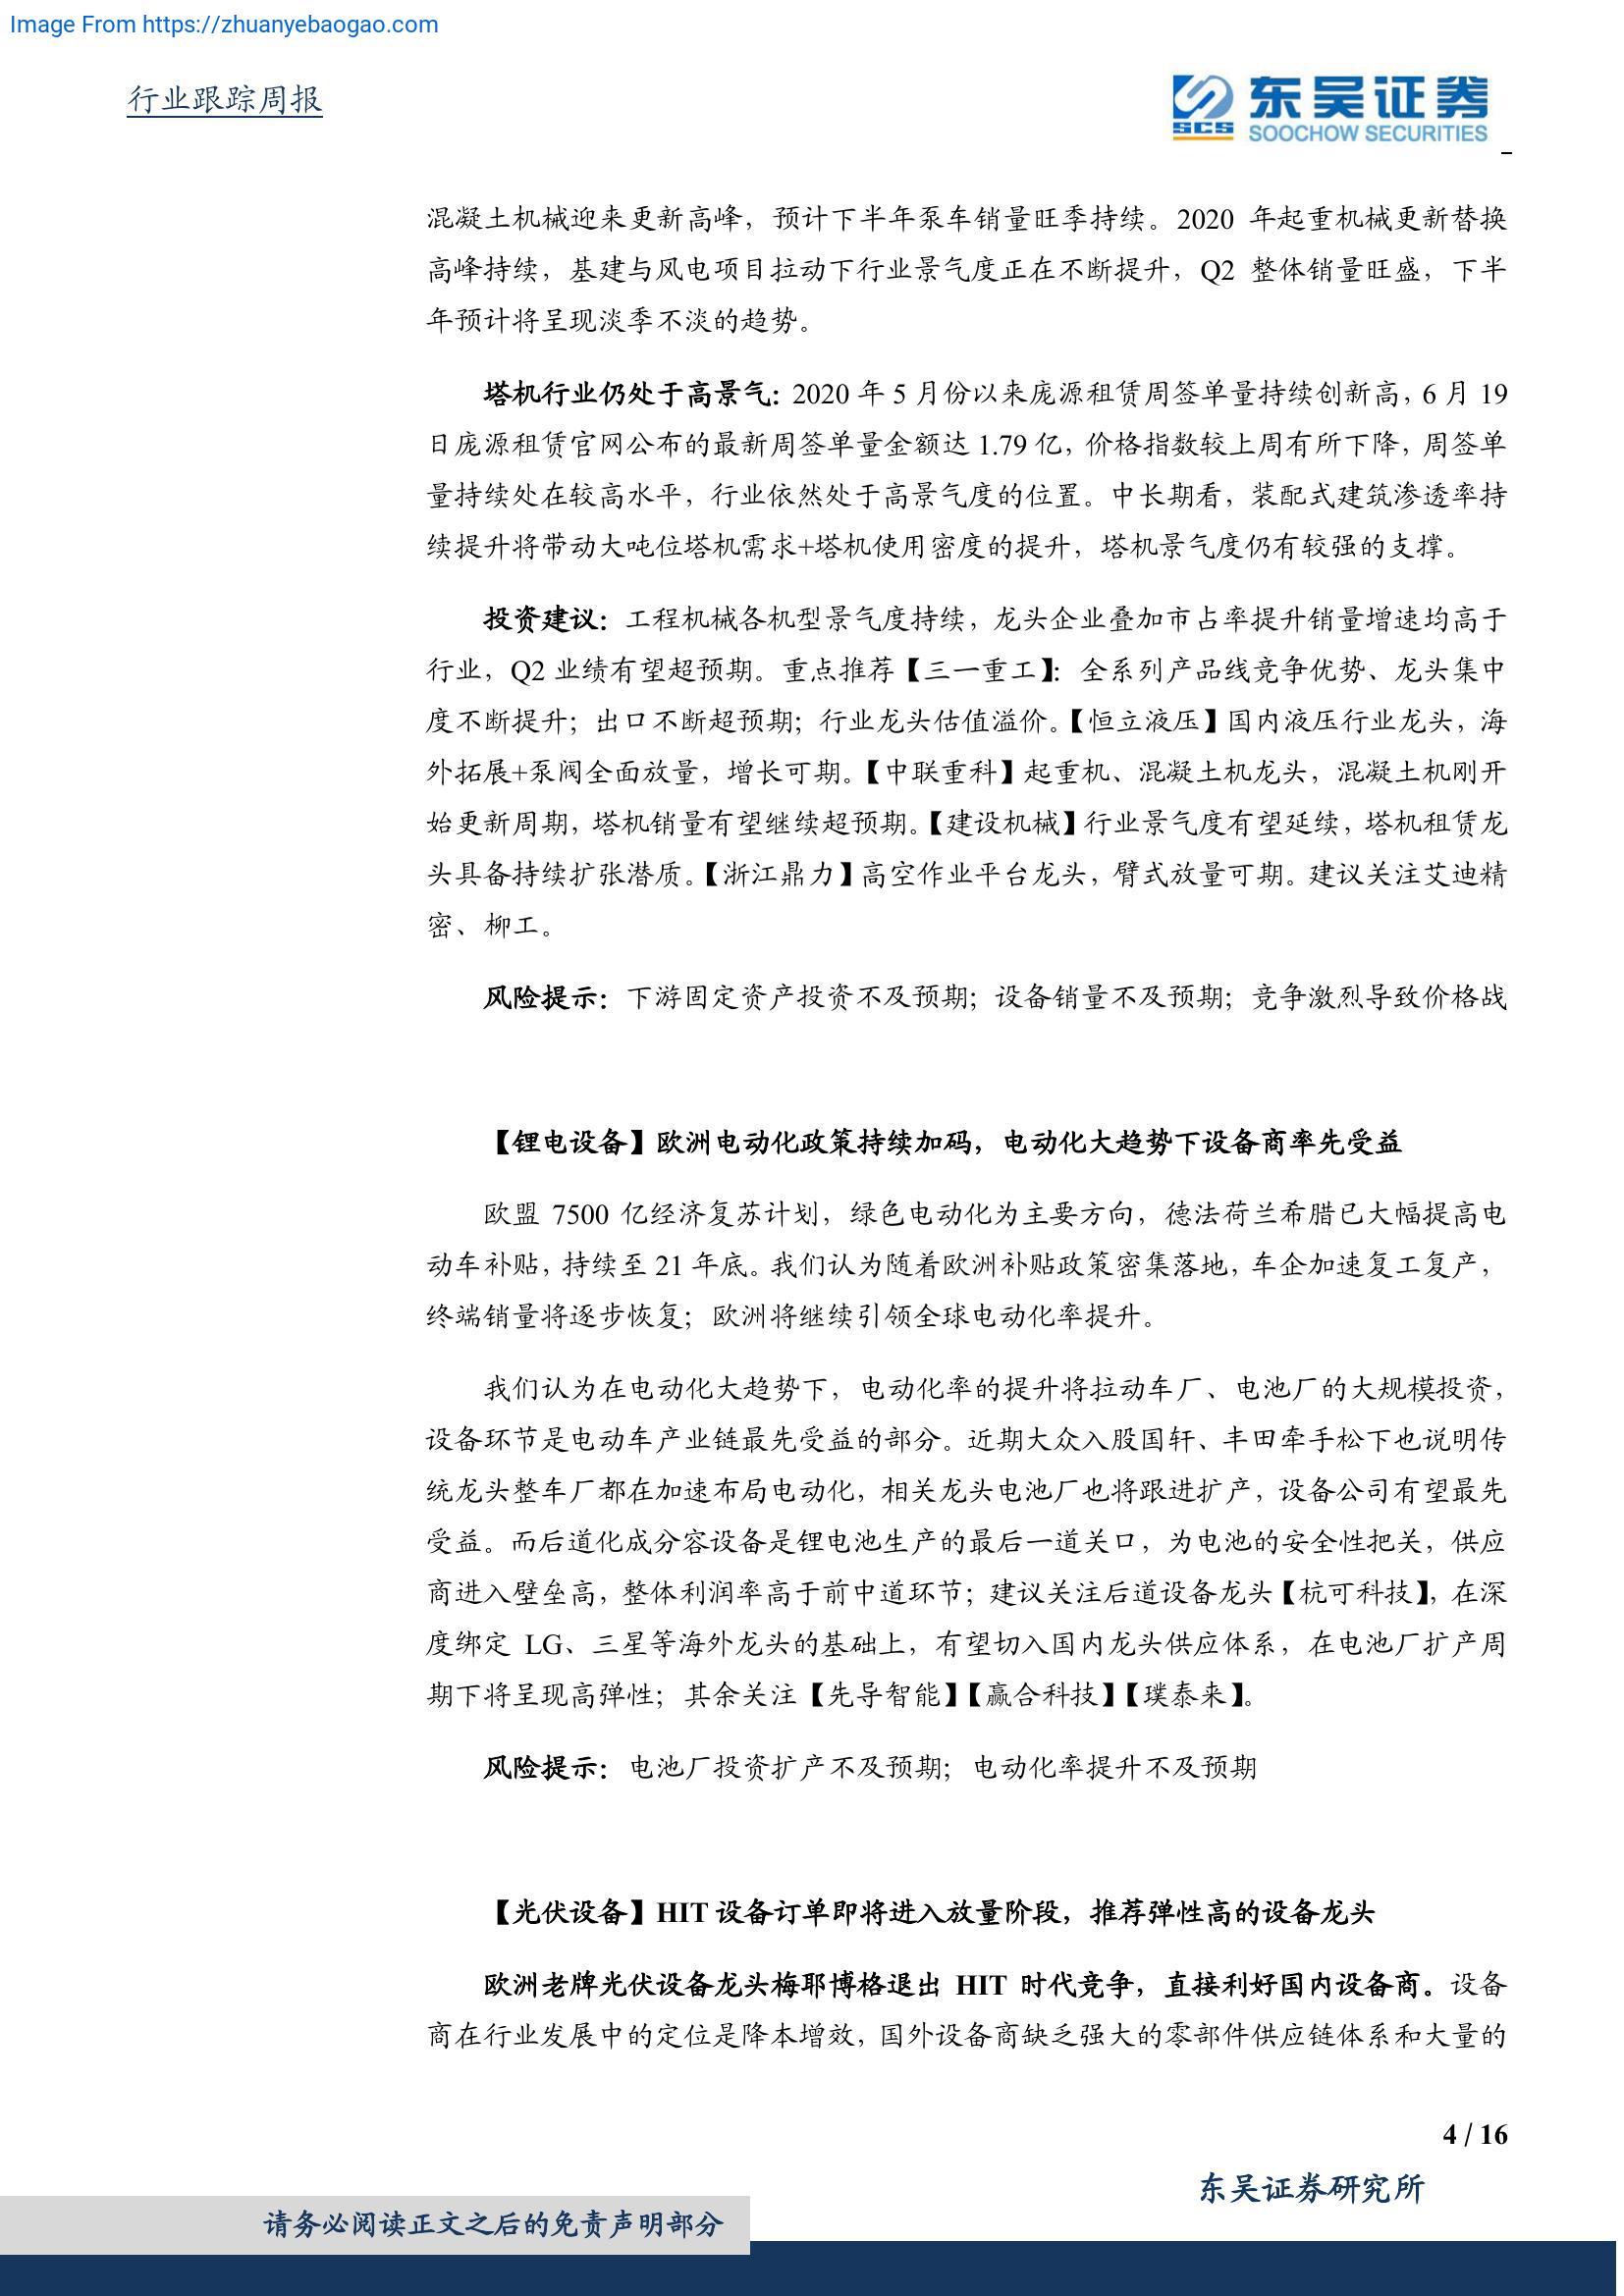 Image From https://zhuanyebaogao.com
行业跟踪周报
东吴证券
SCS
SOOCHOW SECURITIES
混凝土机械迎来更新高峰，预计下半年泵车销量旺季持续。2020 年起重机械更新替换
高峰持续，基建与风电项目拉动下行业景气度正在不断提升，Q2 整体销量旺盛，下半
年预计将呈现淡季不淡的趋势。
塔机行业仍处于高景气：2020 年 5 月份以来庞源租赁周签单量持续创新高，6 月 19
日庞源租赁官网公布的最新周签单量金额达 1.79 亿，价格指数较上周有所下降，周签单
量持续处在较高水平，行业依然处于高景气度的位置。中长期看，装配式建筑渗透率持
续提升将带动大吨位塔机需求+塔机使用密度的提升，塔机景气度仍有较强的支撑。
投资建议：工程机械各机型景气度持续，龙头企业叠加市占率提升销量增速均高于
行业，Q2 业绩有望超预期。重点推荐【三一重工】：全系列产品线竞争优势、龙头集中
度不断提升；出口不断超预期；行业龙头估值溢价。【恒立液压】国内液压行业龙头，海
外拓展+泵阀全面放量，增长可期。【中联重科】起重机、混凝土机龙头，混凝土机刚开
始更新周期，塔机销量有望继续超预期。【建设机械】行业景气度有望延续，塔机租赁龙
头具备持续扩张潜质。【浙江鼎力】高空作业平台龙头，臂式放量可期。建议关注艾迪精
密、柳工。
风险提示：下游固定资产投资不及预期；设备销量不及预期；竞争激烈导致价格战
【锂电设备】欧洲电动化政策持续加码，电动化大趋势下设备商率先受益
欧盟 7500 亿经济复苏计划，绿色电动化为主要方向，德法荷兰希腊已大幅提高电
动车补贴，持续至 21 年底。我们认为随着欧洲补贴政策密集落地，车企加速复工复产，
终端销量将逐步恢复；欧洲将继续引领全球电动化率提升。
我们认为在电动化大趋势下，电动化率的提升将拉动车厂、电池厂的大规模投资，
设备环节是电动车产业链最先受益的部分。近期大众入股国轩、丰田牵手松下也说明传
统龙头整车厂都在加速布局电动化，相关龙头电池厂也将跟进扩产，设备公司有望最先
受益。而后道化成分容设备是锂电池生产的最后一道关口，为电池的安全性把关，供应
商进入壁垒高，整体利润率高于前中道环节；建议关注后道设备龙头【杭可科技】，在深
度绑定 LG、三星等海外龙头的基础上，有望切入国内龙头供应体系，在电池厂扩产周
期下将呈现高弹性；其余关注【先导智能】【赢合科技】【璞泰来】。
风险提示：电池厂投资扩产不及预期；电动化率提升不及预期
【光伏设备】HIT 设备订单即将进入放量阶段，推荐弹性高的设备龙头
欧洲老牌光伏设备龙头梅耶博格退出 HIT 时代竞争，直接利好国内设备商。设备
商在行业发展中的定位是降本增效，国外设备商缺乏强大的零部件供应链体系和大量的
4 / 16
东吴证券研究所
请务必阅读正文之后的免责声明部分